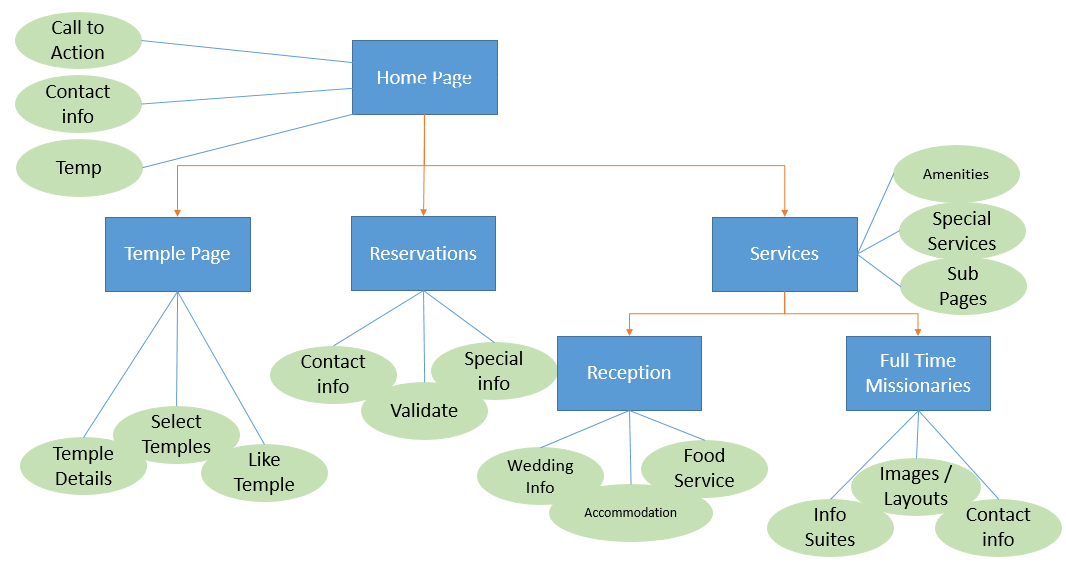 Call to
Action
Home Page
Contact
info
Temp
Amenities
Special
Services
Sub
Pages
Temple Page
Reservations
Services
Contact
info
Validate
Special
info
Reception
Full Time
Missionaries
Temple
Details
Select
Temples
Like
Temple
Wedding
Info
Accommodation
Food
Service
Info
Suites
Images /
Layouts
Contact
info